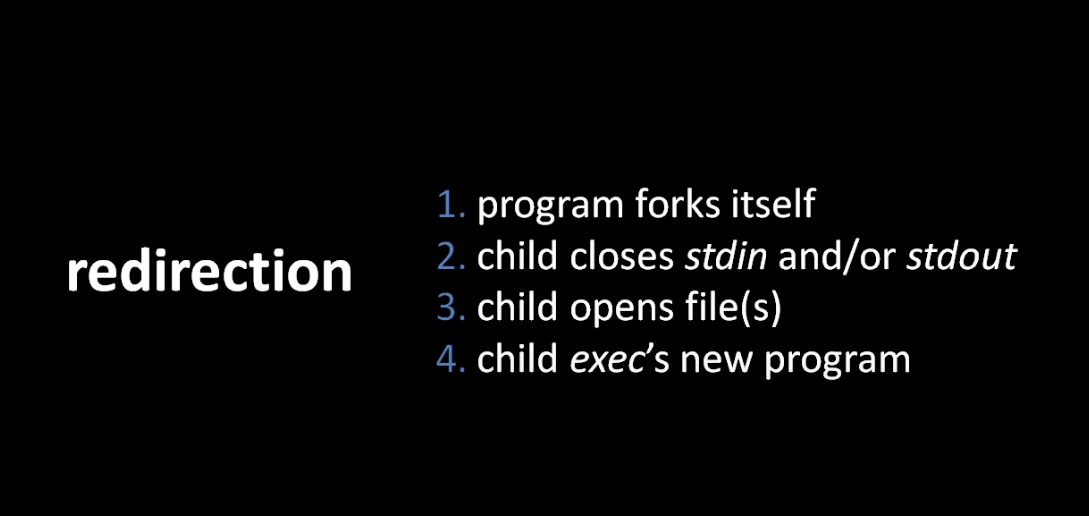 redirection
1. program forks itself
2. child closes stdin and/or stdout
3. child opens file(s)
4. child exec's new program